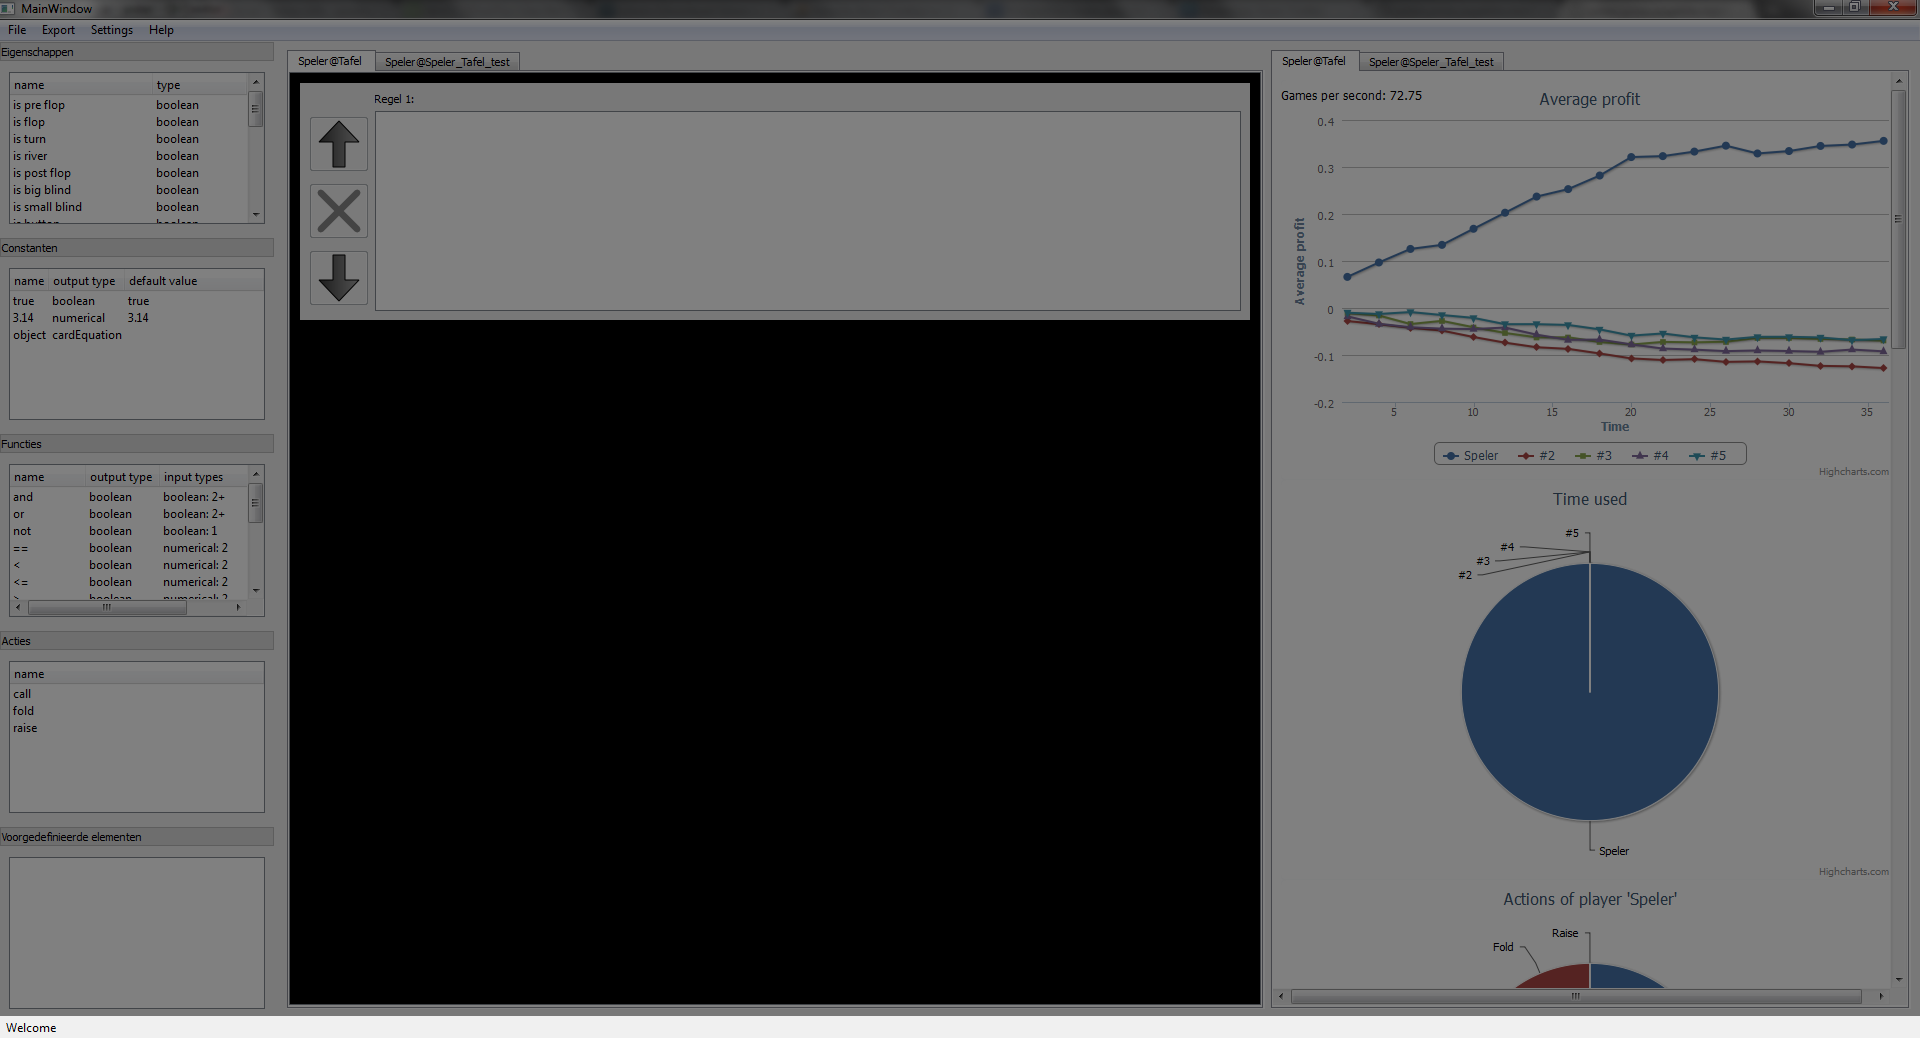 MainWindow
File Export Settings Help
Eigenschappen
name type
is pre flop boolean
is flop boolean
is turn boolean
is river boolean
is post flop boolean
is big blind boolean
is small blind boolean
is button boolean
Constanten
name output type default value
true boolean true
3.14 numerical 3.14
object cardEquation
Functies
name output type input types
and boolean boolean: 2+
or boolean boolean: 2+
not boolean boolean: 1
== boolean numerical: 2
< boolean numerical: 2
<= boolean numerical: 2
> boolean numerical: 2
Acties
name
call
fold
raise
Voorgedefinieerde elementen
Speler@Tafel Speler@Speler_Tafel_test
Regel 1:
Speler@Tafel Speler@Speler_Tafel_test
Games per second: 72.75
Average profit
Average profit
0.4
0.3
0.2
0.1
0
-0.1
-0.2
5 10 15 20 25 30 35
Time
Speler #2 #3 #4 #5
Highcharts.com
Time used
#5
#4
#3
#2
Speler
Highcharts.com
Actions of player 'Speler'
Raise
Fold
Welcome